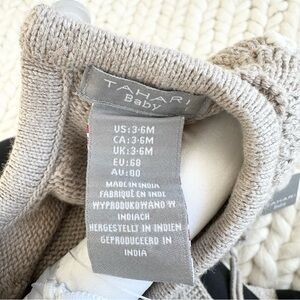 TAHARI
Baby
US:3-6M
CA:3-6M
UK:3-6M
EU:68
AU:00
MADE IN INDIA
FABRIQUÉ EN INDE
WYPRODUKOWANO W
INDIACH
HERGESTELLT IN INDIEN
GEPRODUCEERD IN
INDIA